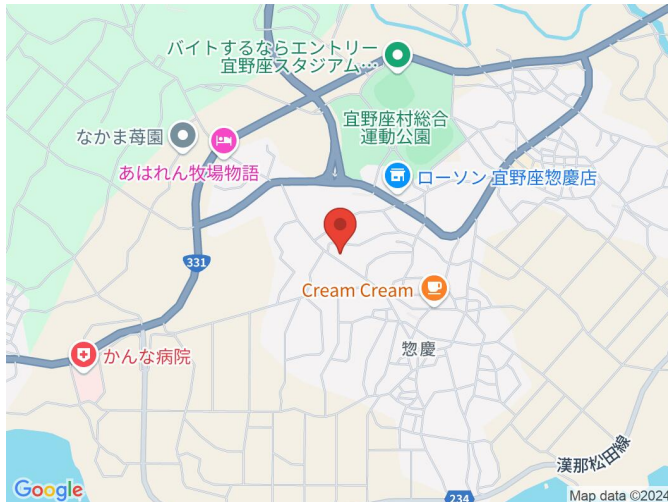 バイトするならエントリー
宜野座スタジアム…
なかま苺園
宜野座村総合
運動公園
あはれん牧場物語
ローソン 宜野座惣慶店
331
Cream Cream
惣慶
かんな病院
漢那松田線
234
Google
Map data ©2024